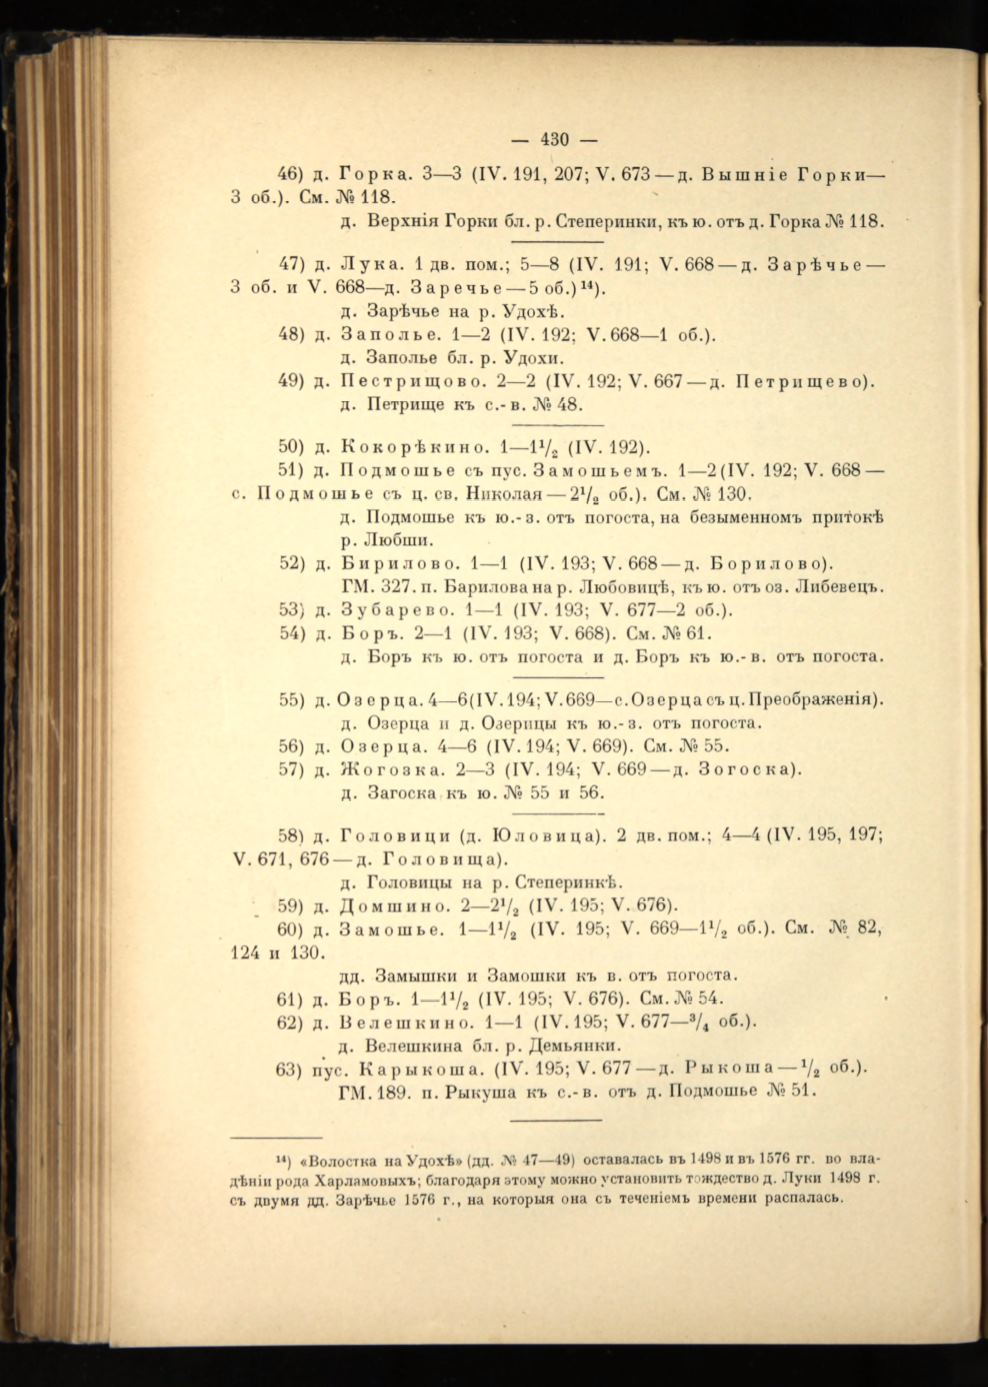 — 430 —
46) д. Горка. 3—3 (IV. 191, 207; V. 673 — д. Вышніе Горки—
3 об.). См. № 118.
д. Верхнія Горки бл. р. Степеринки, къ ю. отъ д. Горка № 118.
47) д. Лука. 1 дв. пом.; 5—8 (IV. 191; V. 668 — д. Зарѣчье —
3 об. и V. 668—д. Заречье — 5 об.)¹⁴).
д. Зарѣчье на р. Удохѣ.
48) д. Заполье. 1—2 (IV. 192; V. 668—1 об.).
д. Заполье бл. р. Удохи.
49) д. Пестрищово. 2—2 (IV. 192; V. 667 — д. Петрищево).
д. Петрище къ с.-в. № 48.
50) д. Кокорѣкино. 1—1¹/₂ (IV. 192).
51) д. Подмошье съ пус. Замошьемъ. 1—2 (IV. 192; V. 668 —
с. Подмошье съ ц. св. Николая — 2¹/₂ об.). См. № 130.
д. Подмошье къ ю.-з. отъ погоста, на безыменномъ притокѣ
р. Любши.
52) д. Бирилово. 1—1 (IV. 193; V. 668 — д. Борилово).
ГМ. 327. п. Барилова на р. Любовицѣ, къ ю. отъ оз. Либевецъ.
53) д. Зубарево. 1—1 (IV. 193; V. 677—2 об.).
54) д. Боръ. 2—1 (IV. 193; V. 668). См. № 61.
д. Боръ къ ю. отъ погоста и д. Боръ къ ю.-в. отъ погоста.
55) д. Озерца. 4—6 (IV. 194; V. 669—с. Озерца съ ц. Преображенія).
д. Озерца и д. Озерицы къ ю.-з. отъ погоста.
56) д. Озерца. 4—6 (IV. 194; V. 669). См. № 55.
57) д. Жогозка. 2—3 (IV. 194; V. 669 — д. Зогоска).
д. Загоска къ ю. № 55 и 56.
58) д. Головици (д. Юловица). 2 дв. пом.; 4—4 (IV. 195, 197;
V. 671, 676 — д. Головища).
д. Головицы на р. Степеринкѣ.
59) д. Домшино. 2—2¹/₂ (IV. 195; V. 676).
60) д. Замошье. 1—1¹/₂ (IV. 195; V. 669—1¹/₂ об.). См. № 82,
124 и 130.
дд. Замышки и Замошки къ в. отъ погоста.
61) д. Боръ. 1—1¹/₂ (IV. 195; V. 676). См. № 54.
62) д. Велешкино. 1—1 (IV. 195; V. 677—³/₄ об.).
д. Велешкина бл. р. Демьянки.
63) пус. Карыкоша. (IV. 195; V. 677 — д. Рыкоша — ¹/₂ об.).
ГМ. 189. п. Рыкуша къ с.-в. отъ д. Подмошье № 51.
¹⁴) «Волостка на Удохѣ» (дд. № 47—49) оставалась въ 1498 и въ 1576 гг. во вла-
дѣніи рода Харламовыхъ; благодаря этому можно установить тождество д. Луки 1498 г.
съ двумя дд. Зарѣчье 1576 г., на которыя она съ теченіемъ времени распалась.